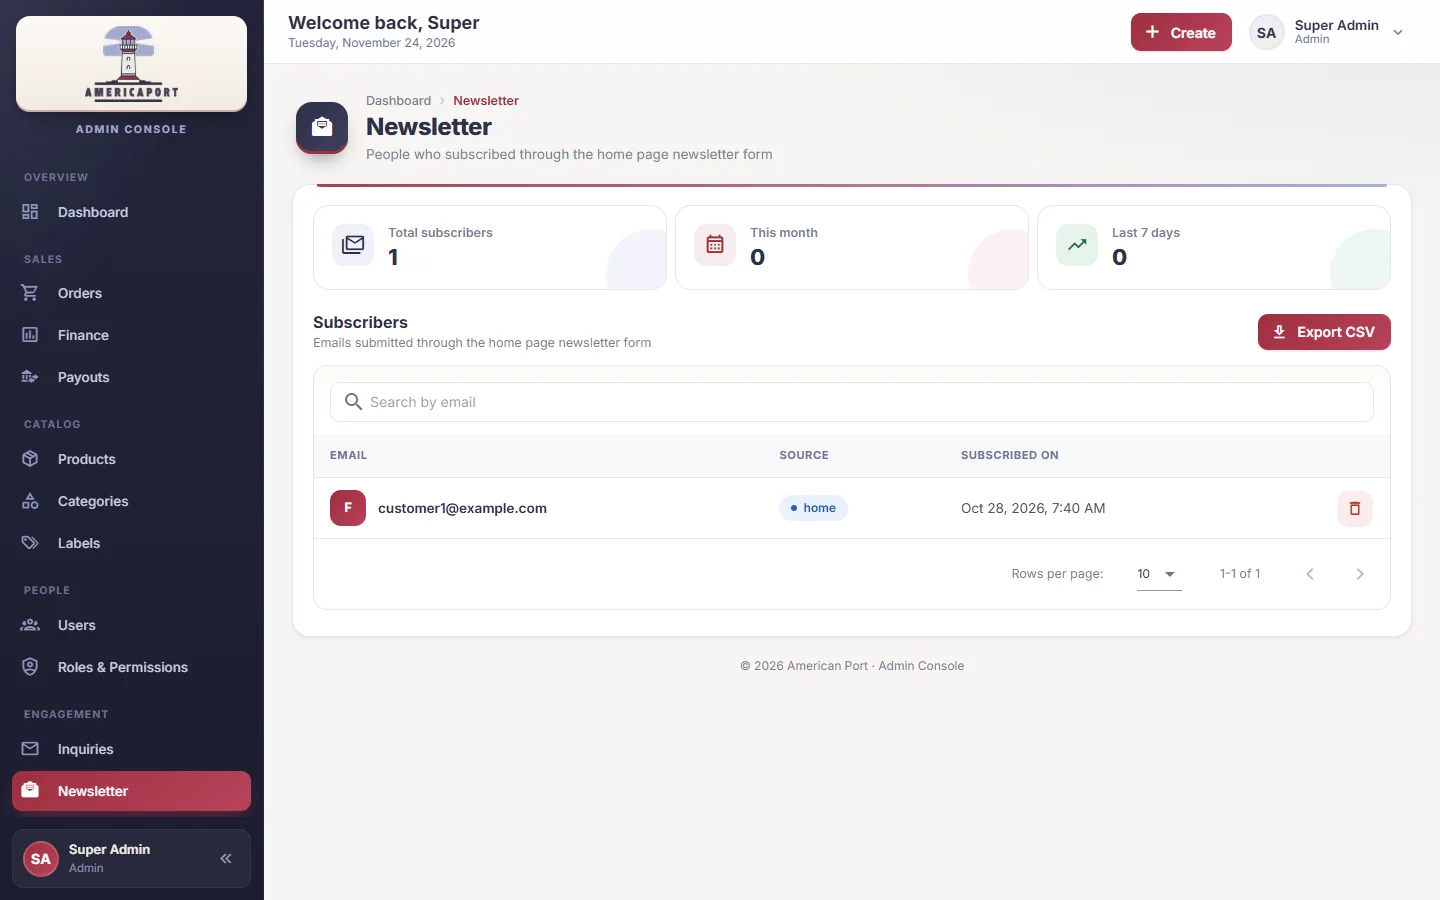 AMERICAPORT
ADMIN CONSOLE
OVERVIEW
Dashboard
SALES
Orders
Finance
Payouts
CATALOG
Products
Categories
Labels
PEOPLE
Users
Roles & Permissions
ENGAGEMENT
Inquiries
Newsletter
SA
Super Admin
Admin
Welcome back, Super
Tuesday, November 24, 2026
Create
SA
Super Admin
Admin
Dashboard › Newsletter
Newsletter
People who subscribed through the home page newsletter form
Total subscribers
1
This month
0
Last 7 days
0
Subscribers
Emails submitted through the home page newsletter form
Export CSV
Search by email
EMAIL SOURCE SUBSCRIBED ON
F customer1@example.com home Oct 28, 2026, 7:40 AM
Rows per page: 10 1-1 of 1
© 2026 American Port · Admin Console